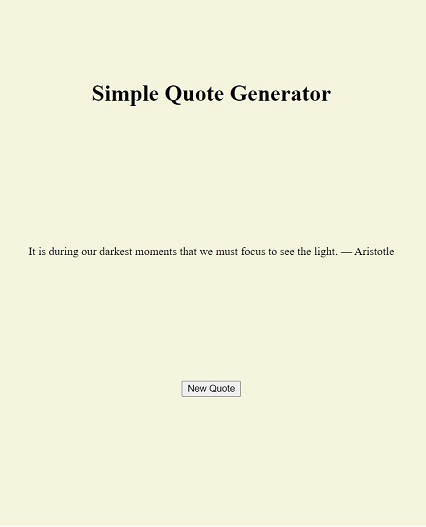 Simple Quote Generator
It is during our darkest moments that we must focus to see the light. — Aristotle
New Quote